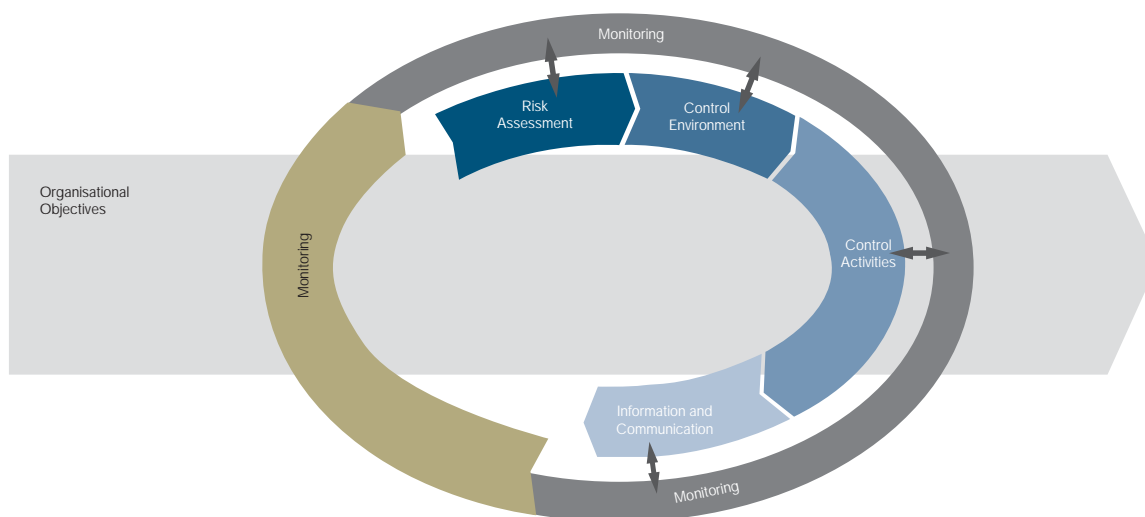 Monitoring
Risk
Assessment
Control
Environment
Organisational
Objectives
Monitoring
Control
Activities
Information and
Communication
Monitoring